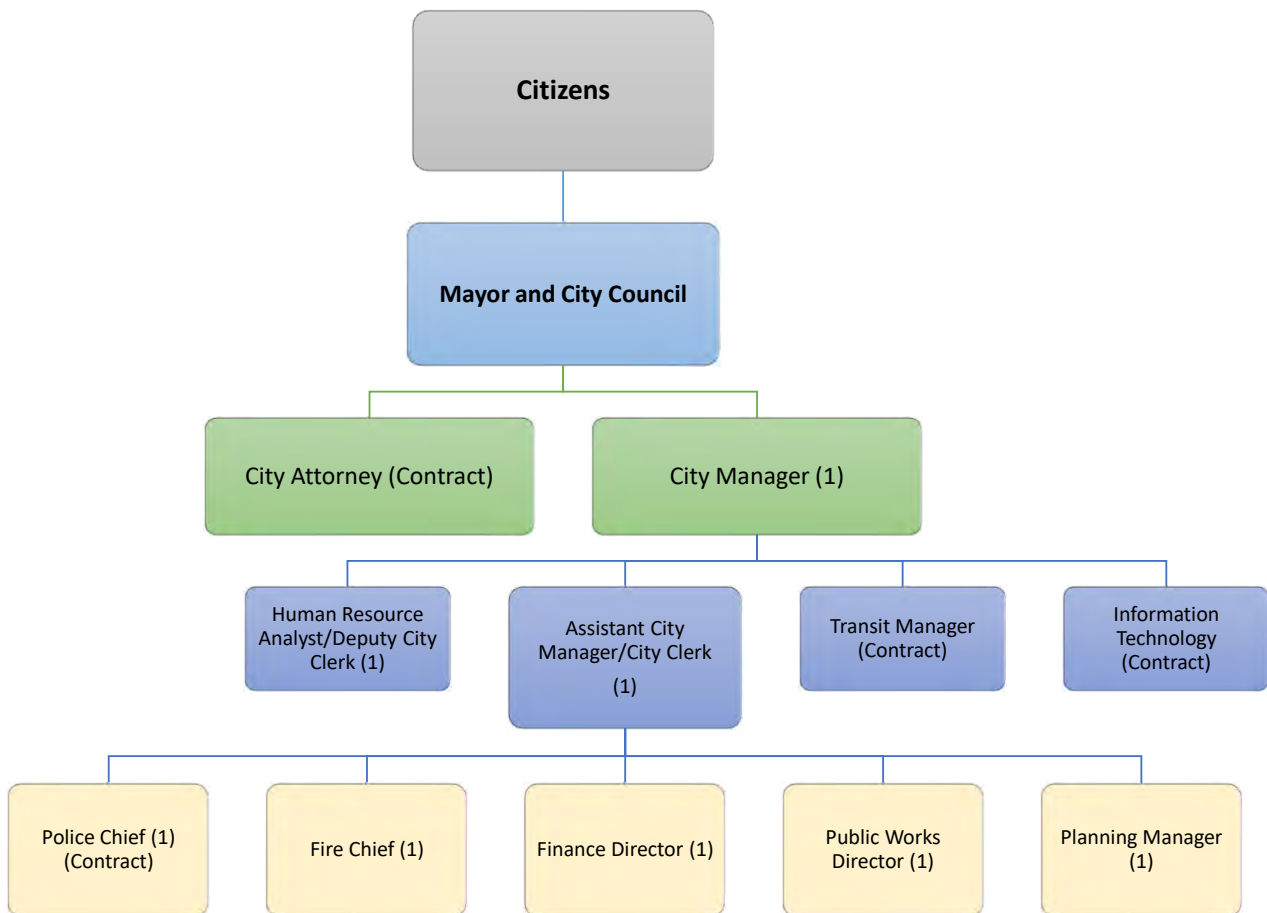 Citizens
Mayor and City Council
City Attorney (Contract)
City Manager (1)
Human Resource
Analyst/Deputy City
Clerk (1)
Assistant City
Manager/City Clerk
(1)
Transit Manager
(Contract)
Information
Technology
(Contract)
Police Chief (1)
(Contract)
Fire Chief (1)
Finance Director (1)
Public Works
Director (1)
Planning Manager
(1)